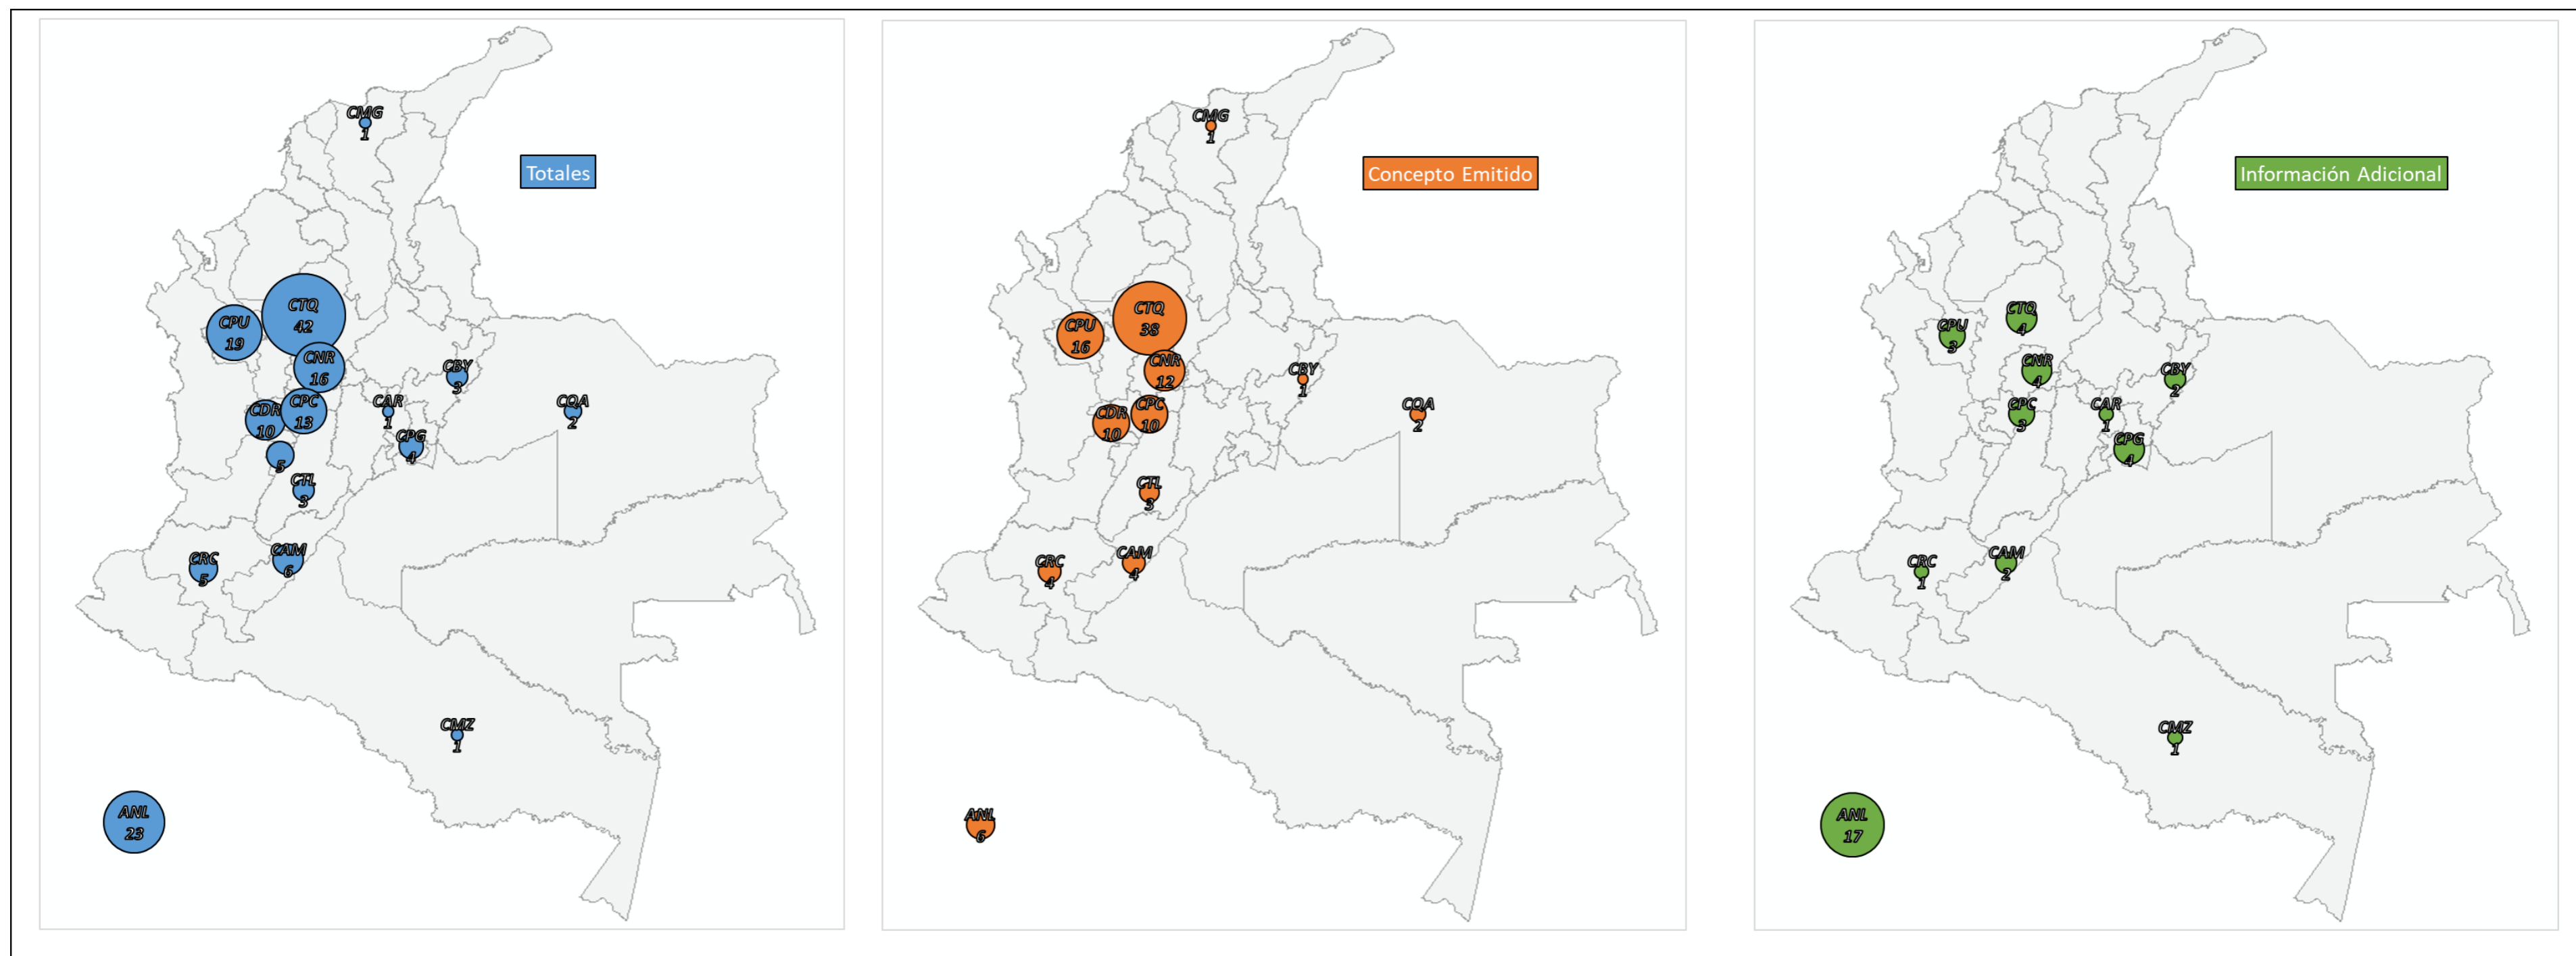 CMG
1
Totales
CTQ
42
CPU
19
CNR
16
CBY
3
CPC
13
CDR
10
CAR
1
CQA
2
CPG
4
5
CTL
3
CAM
6
CRC
5
CMZ
1
ANL
23
CMG
1
Concepto Emitido
CTQ
38
CPU
16
CNR
12
CBY
1
CPC
10
CDR
10
CQA
2
CTL
3
CAM
4
CRC
4
ANL
6
Información Adicional
CTQ
4
CPU
3
CNR
4
CBY
2
CPC
3
CAR
1
CPG
4
CAM
2
CRC
1
CMZ
1
ANL
17